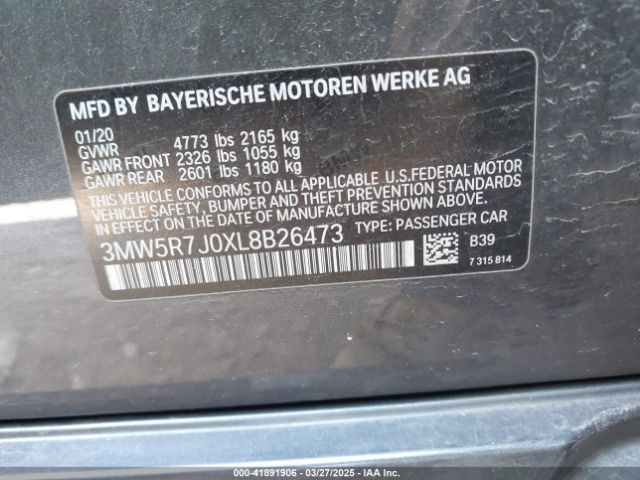 MFD BY BAYERISCHE MOTOREN WERKE AG
01/20
GVWR 4773 lbs 2165 kg
GAWR FRONT 2326 lbs 1055 kg
GAWR REAR 2601 lbs 1180 kg
THIS VEHICLE CONFORMS TO ALL APPLICABLE U.S.FEDERAL MOTOR
VEHICLE SAFETY, BUMPER AND THEFT PREVENTION STANDARDS
IN EFFECT ON THE DATE OF MANUFACTURE SHOWN ABOVE.
3MW5R7J0XL8B26473 TYPE: PASSENGER CAR
B39
7 315 814
000-41891906 | 03/27/2025 | IAA Inc.